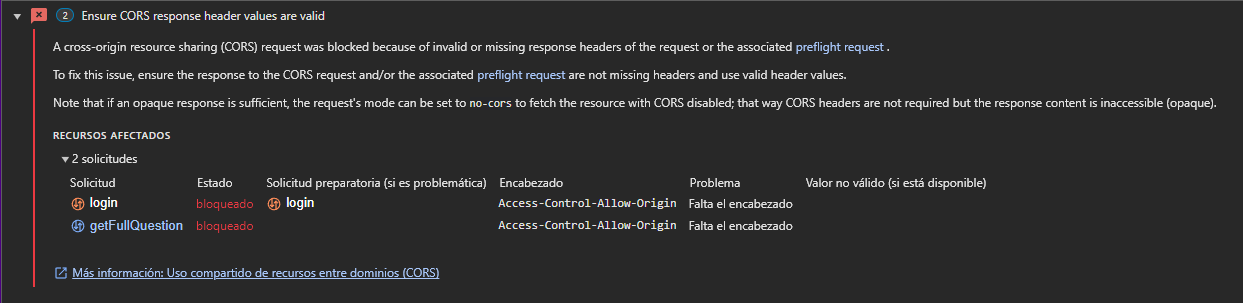 2 Ensure CORS response header values are valid
A cross-origin resource sharing (CORS) request was blocked because of invalid or missing response headers of the request or the associated preflight request .
To fix this issue, ensure the response to the CORS request and/or the associated preflight request are not missing headers and use valid header values.
Note that if an opaque response is sufficient, the request's mode can be set to no-cors to fetch the resource with CORS disabled; that way CORS headers are not required but the response content is inaccessible (opaque).
RECURSOS AFECTADOS
2 solicitudes
Solicitud Estado Solicitud preparatoria (si es problemática) Encabezado Problema Valor no válido (si está disponible)
login bloqueado login Access-Control-Allow-Origin Falta el encabezado
getFullQuestion bloqueado Access-Control-Allow-Origin Falta el encabezado
Más información: Uso compartido de recursos entre dominios (CORS)